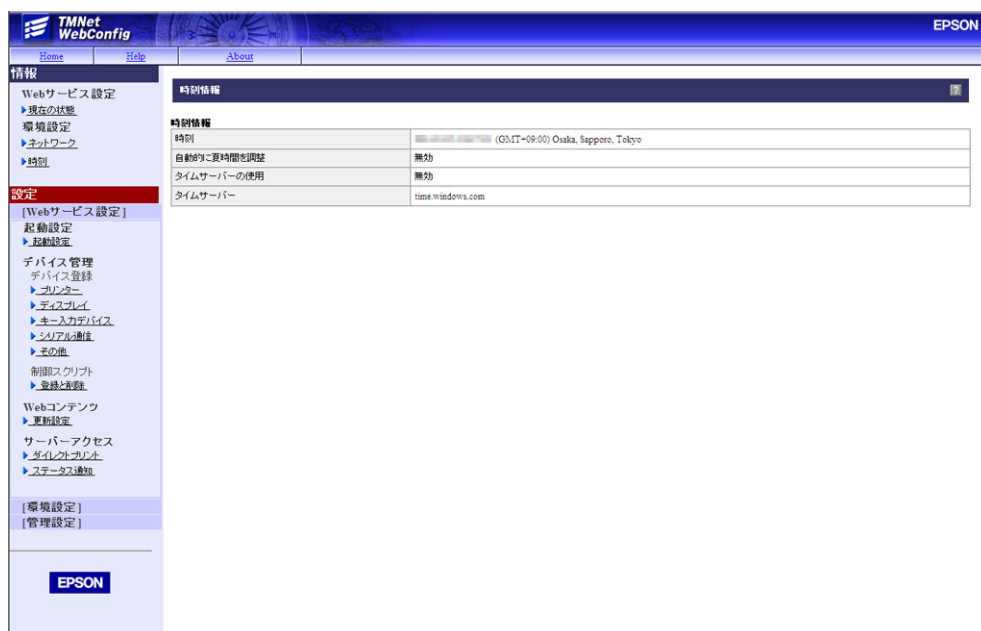 TMNet
WebConfig
EPSON
Home Help About
情報
Webサービス設定
現在の状態
環境設定
ネットワーク
時刻
設定
[Webサービス設定]
起動設定
起動設定
デバイス管理
デバイス登録
プリンター
ディスプレイ
キー入力デバイス
シリアル通信
その他
制御スクリプト
登録と削除
Webコンテンツ
更新設定
サーバーアクセス
ダイレクトプリント
ステータス通知
[環境設定]
[管理設定]
EPSON
時刻情報 ?
時刻情報
時刻 (GMT+09:00) Osaka, Sapporo, Tokyo
自動的に夏時間を調整 無効
タイムサーバーの使用 無効
タイムサーバー time.windows.com